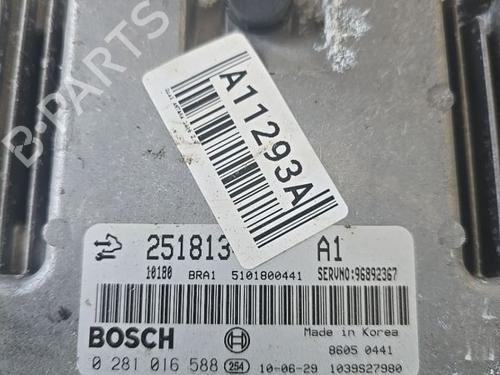 B-PARTS
A11293A
251813
A1
10180 BRA1 5101800441 SERVNO:96892367
BOSCH
Made in Korea
8605 0441
0 281 016 588 254 10-06-29 1039S27980